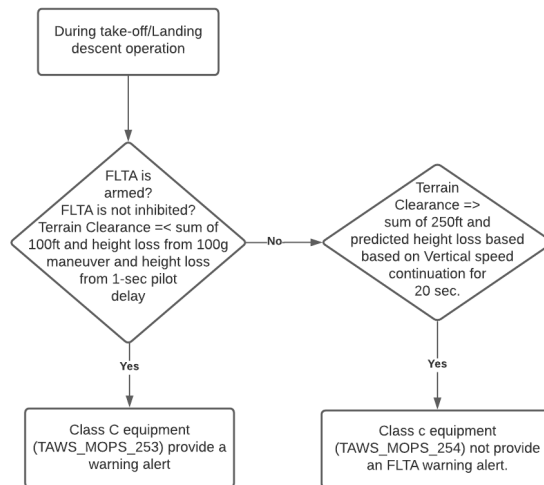 During take-off/Landing
descent operation
FLTA is
armed?
FLTA is not inhibited?
Terrain Clearance =< sum of
100ft and height loss from 100g
maneuver and height loss
from 1-sec pilot
delay
No
Terrain
Clearance =>
sum of 250ft and
predicted height loss based
based on Vertical speed
continuation for
20 sec.
Yes
Yes
Class C equipment
(TAWS_MOPS_253) provide a
warning alert
Class c equipment
(TAWS_MOPS_254) not provide
an FLTA warning alert.